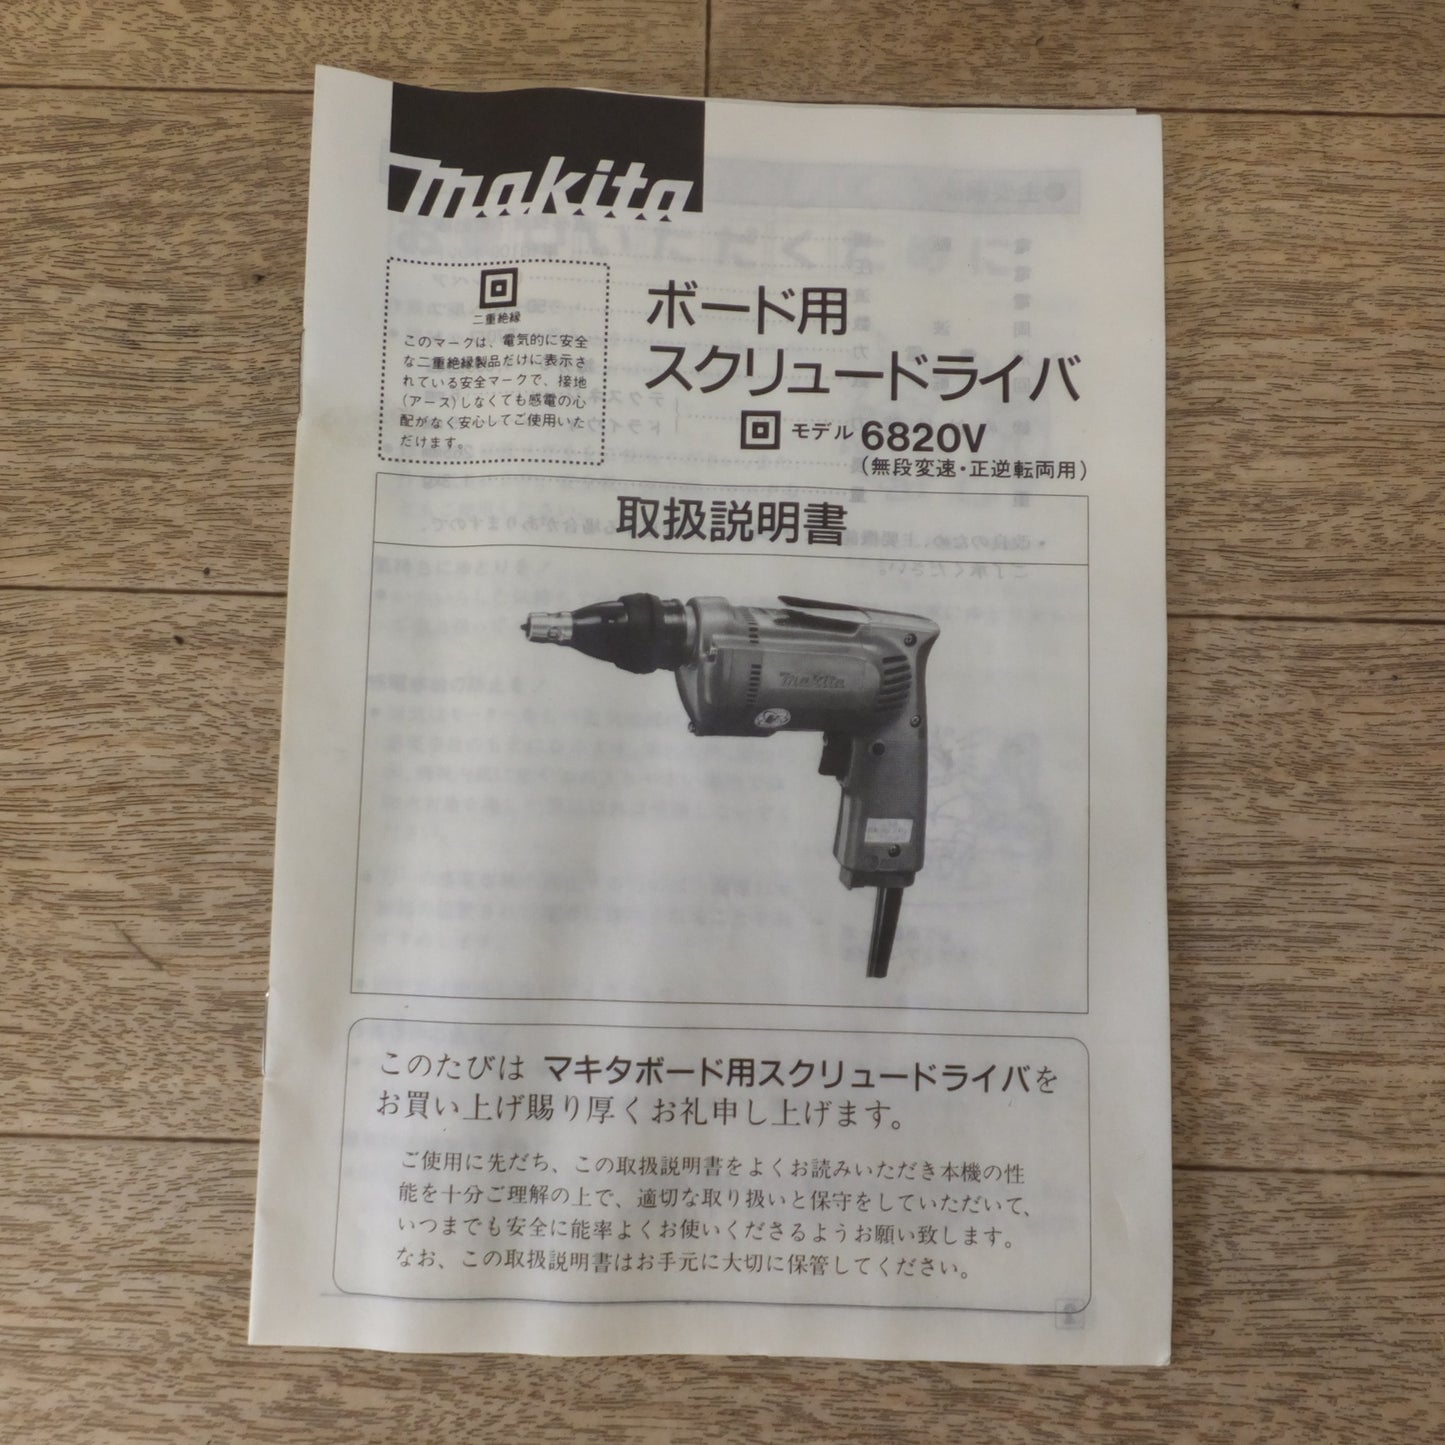 makita
二重絶縁
このマークは、電気的に安全
な二重絶縁製品だけに表示さ
れている安全マークで、接地
(アース)しなくても感電の心
配がなく安心してご使用いた
だけます。
ボード用
スクリュードライバ
モデル 6820V
(無段変速・正逆転両用)
取扱説明書
makita
このたびは マキタボード用スクリュードライバを
お買い上げ賜り厚くお礼申し上げます。
ご使用に先だち、この取扱説明書をよくお読みいただき本機の性
能を十分ご理解の上で、適切な取り扱いと保守をしていただいて、
いつまでも安全に能率よくお使いくださるようお願い致します。
なお、この取扱説明書はお手元に大切に保管してください。